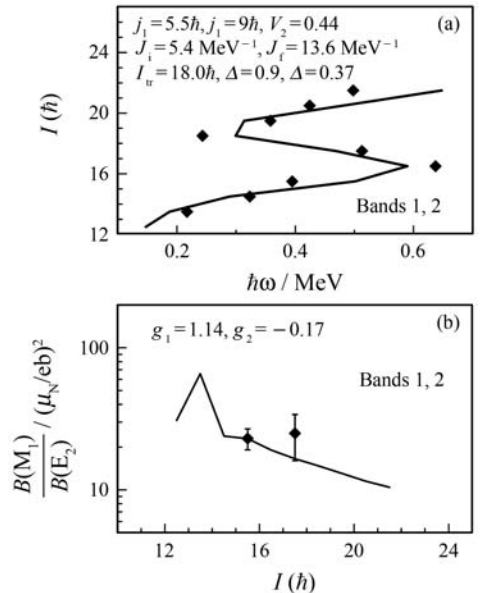 (a)
j₁=5.5ħ, j₁=9ħ, V₂=0.44
Jᵢ=5.4 MeV⁻¹, J_f=13.6 MeV⁻¹
I_tr=18.0ħ, Δ=0.9, Δ=0.37
I(ħ)
24
20
16
12
Bands 1, 2
0.2 0.4 0.6
ħω / MeV
(b)
g₁=1.14, g₂=−0.17
Bands 1, 2
B(M₁)/B(E₂) / (μ_N/eb)²
100
10
12 16 20 24
I (ħ)